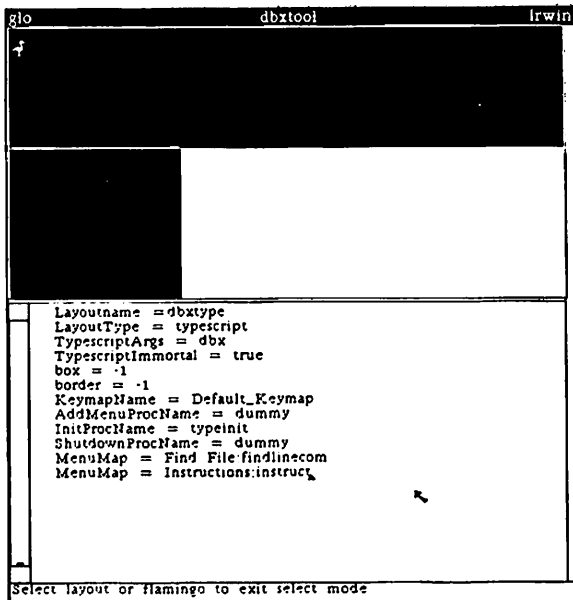 glo dbxtool lrwin
Layoutname = dbxtype
LayoutType = typescript
TypescriptArgs = dbx
TypescriptImmortal = true
box = -1
border = -1
KeymapName = Default_Keymap
AddMenuProcName = dummy
InitProcName = typeinit
ShutdownProcName = dummy
MenuMap = Find File:findlinecom
MenuMap = Instructions:instruct
Select layout or flamingo to exit select mode